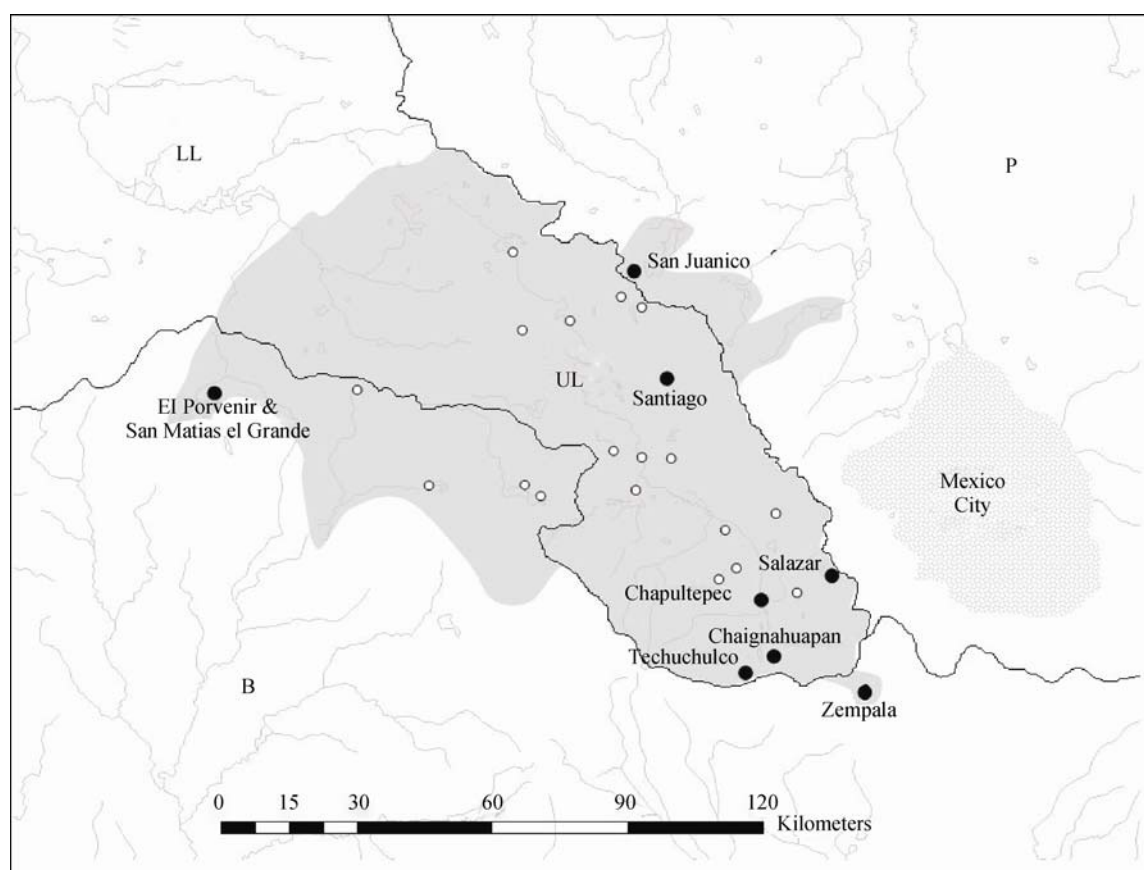 LL
P
San Juanico
UL
Santiago
El Porvenir &
San Matias el Grande
Mexico
City
Salazar
Chapultepec
Chaignahuapan
Techuchulco
B
Zempala
0 15 30 60 90 120
Kilometers